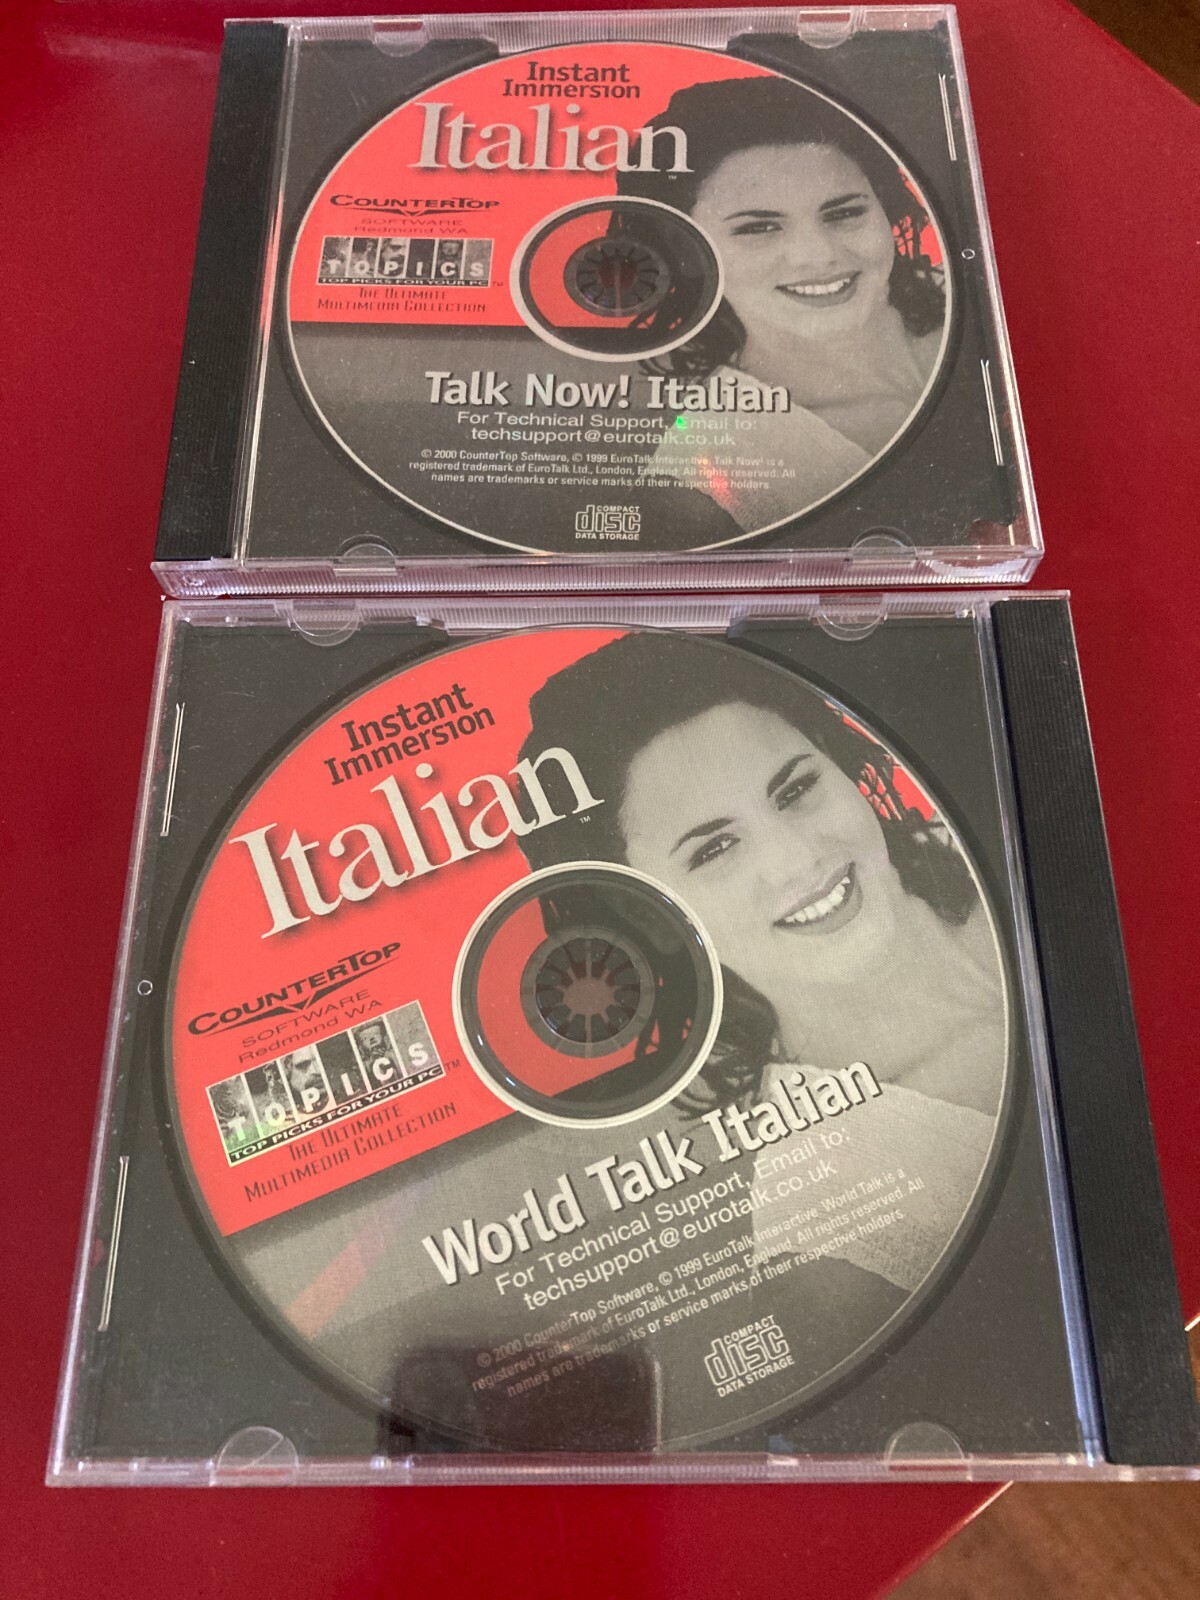 Instant
Immersion
Italian
™
COUNTERTOP
SOFTWARE
Redmond WA
TOPICS
TOP PICKS FOR YOUR PC™
THE ULTIMATE
MULTIMEDIA COLLECTION
Talk Now! Italian
For Technical Support, Email to:
techsupport@eurotalk.co.uk
© 2000 CounterTop Software, © 1999 EuroTalk Interactive. Talk Now! is a
registered trademark of EuroTalk Ltd., London, England. All rights reserved. All
names are trademarks or service marks of their respective holders.
COMPACT
disc
DATA STORAGE
Instant
Immersion
Italian
™
COUNTERTOP
SOFTWARE
Redmond WA
TOPICS
TOP PICKS FOR YOUR PC™
THE ULTIMATE
MULTIMEDIA COLLECTION
World Talk Italian
For Technical Support, Email to:
techsupport@eurotalk.co.uk
© 2000 CounterTop Software, © 1999 EuroTalk Interactive. World Talk is a
registered trademark of EuroTalk Ltd., London, England. All rights reserved. All
names are trademarks or service marks of their respective holders.
COMPACT
disc
DATA STORAGE